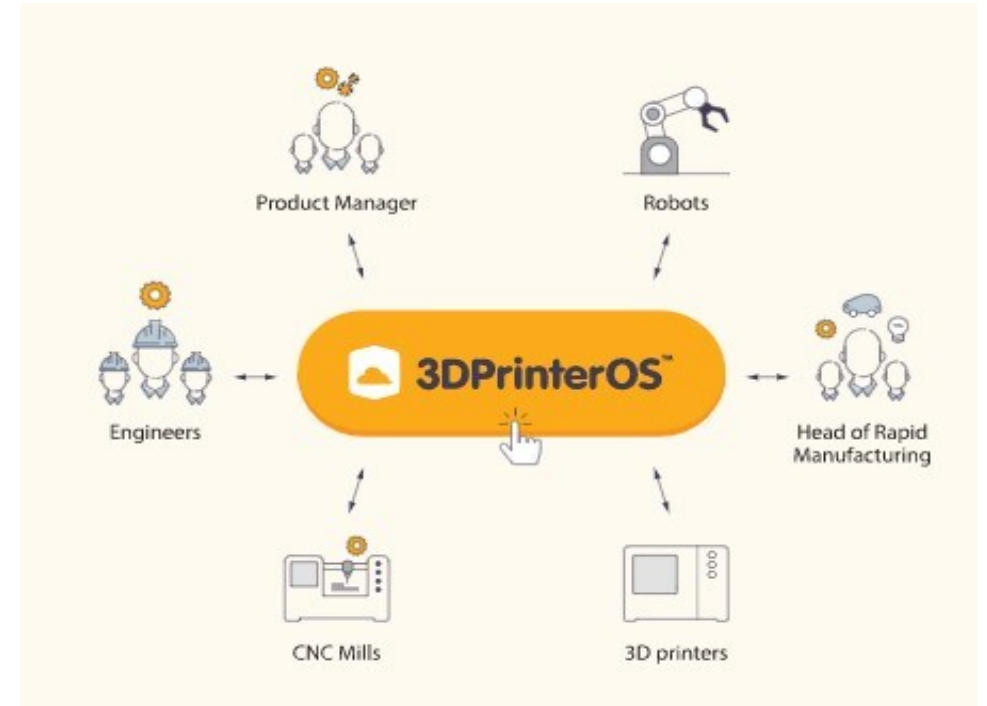 Product Manager
Robots
Engineers
3DPrinterOS™
Head of Rapid
Manufacturing
CNC Mills
3D printers